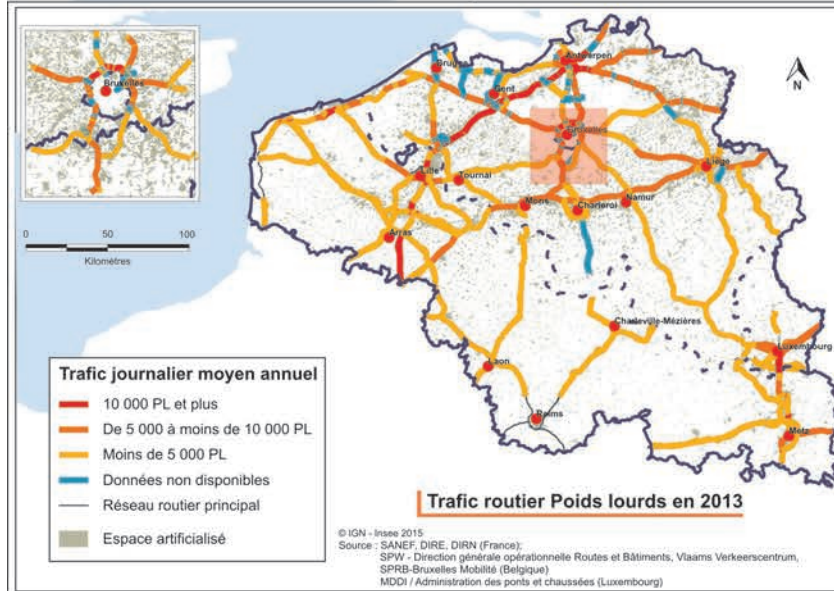 Bruxelles
0 50 100
Kilomètres
Bruges
Antwerpen
Gent
Bruxelles
Lille
Tournai
Liège
Mons
Charleroi
Namur
Arras
Charleville-Mézières
Laon
Luxembourg
Reims
Metz
N
Trafic journalier moyen annuel
10 000 PL et plus
De 5 000 à moins de 10 000 PL
Moins de 5 000 PL
Données non disponibles
Réseau routier principal
Espace artificialisé
Trafic routier Poids lourds en 2013
© IGN - Insee 2015
Source : SANEF, DIRE, DIRN (France);
SPW - Direction générale opérationnelle Routes et Bâtiments, Vlaams Verkeerscentrum,
SPRB-Bruxelles Mobilité (Belgique)
MDDI / Administration des ponts et chaussées (Luxembourg)